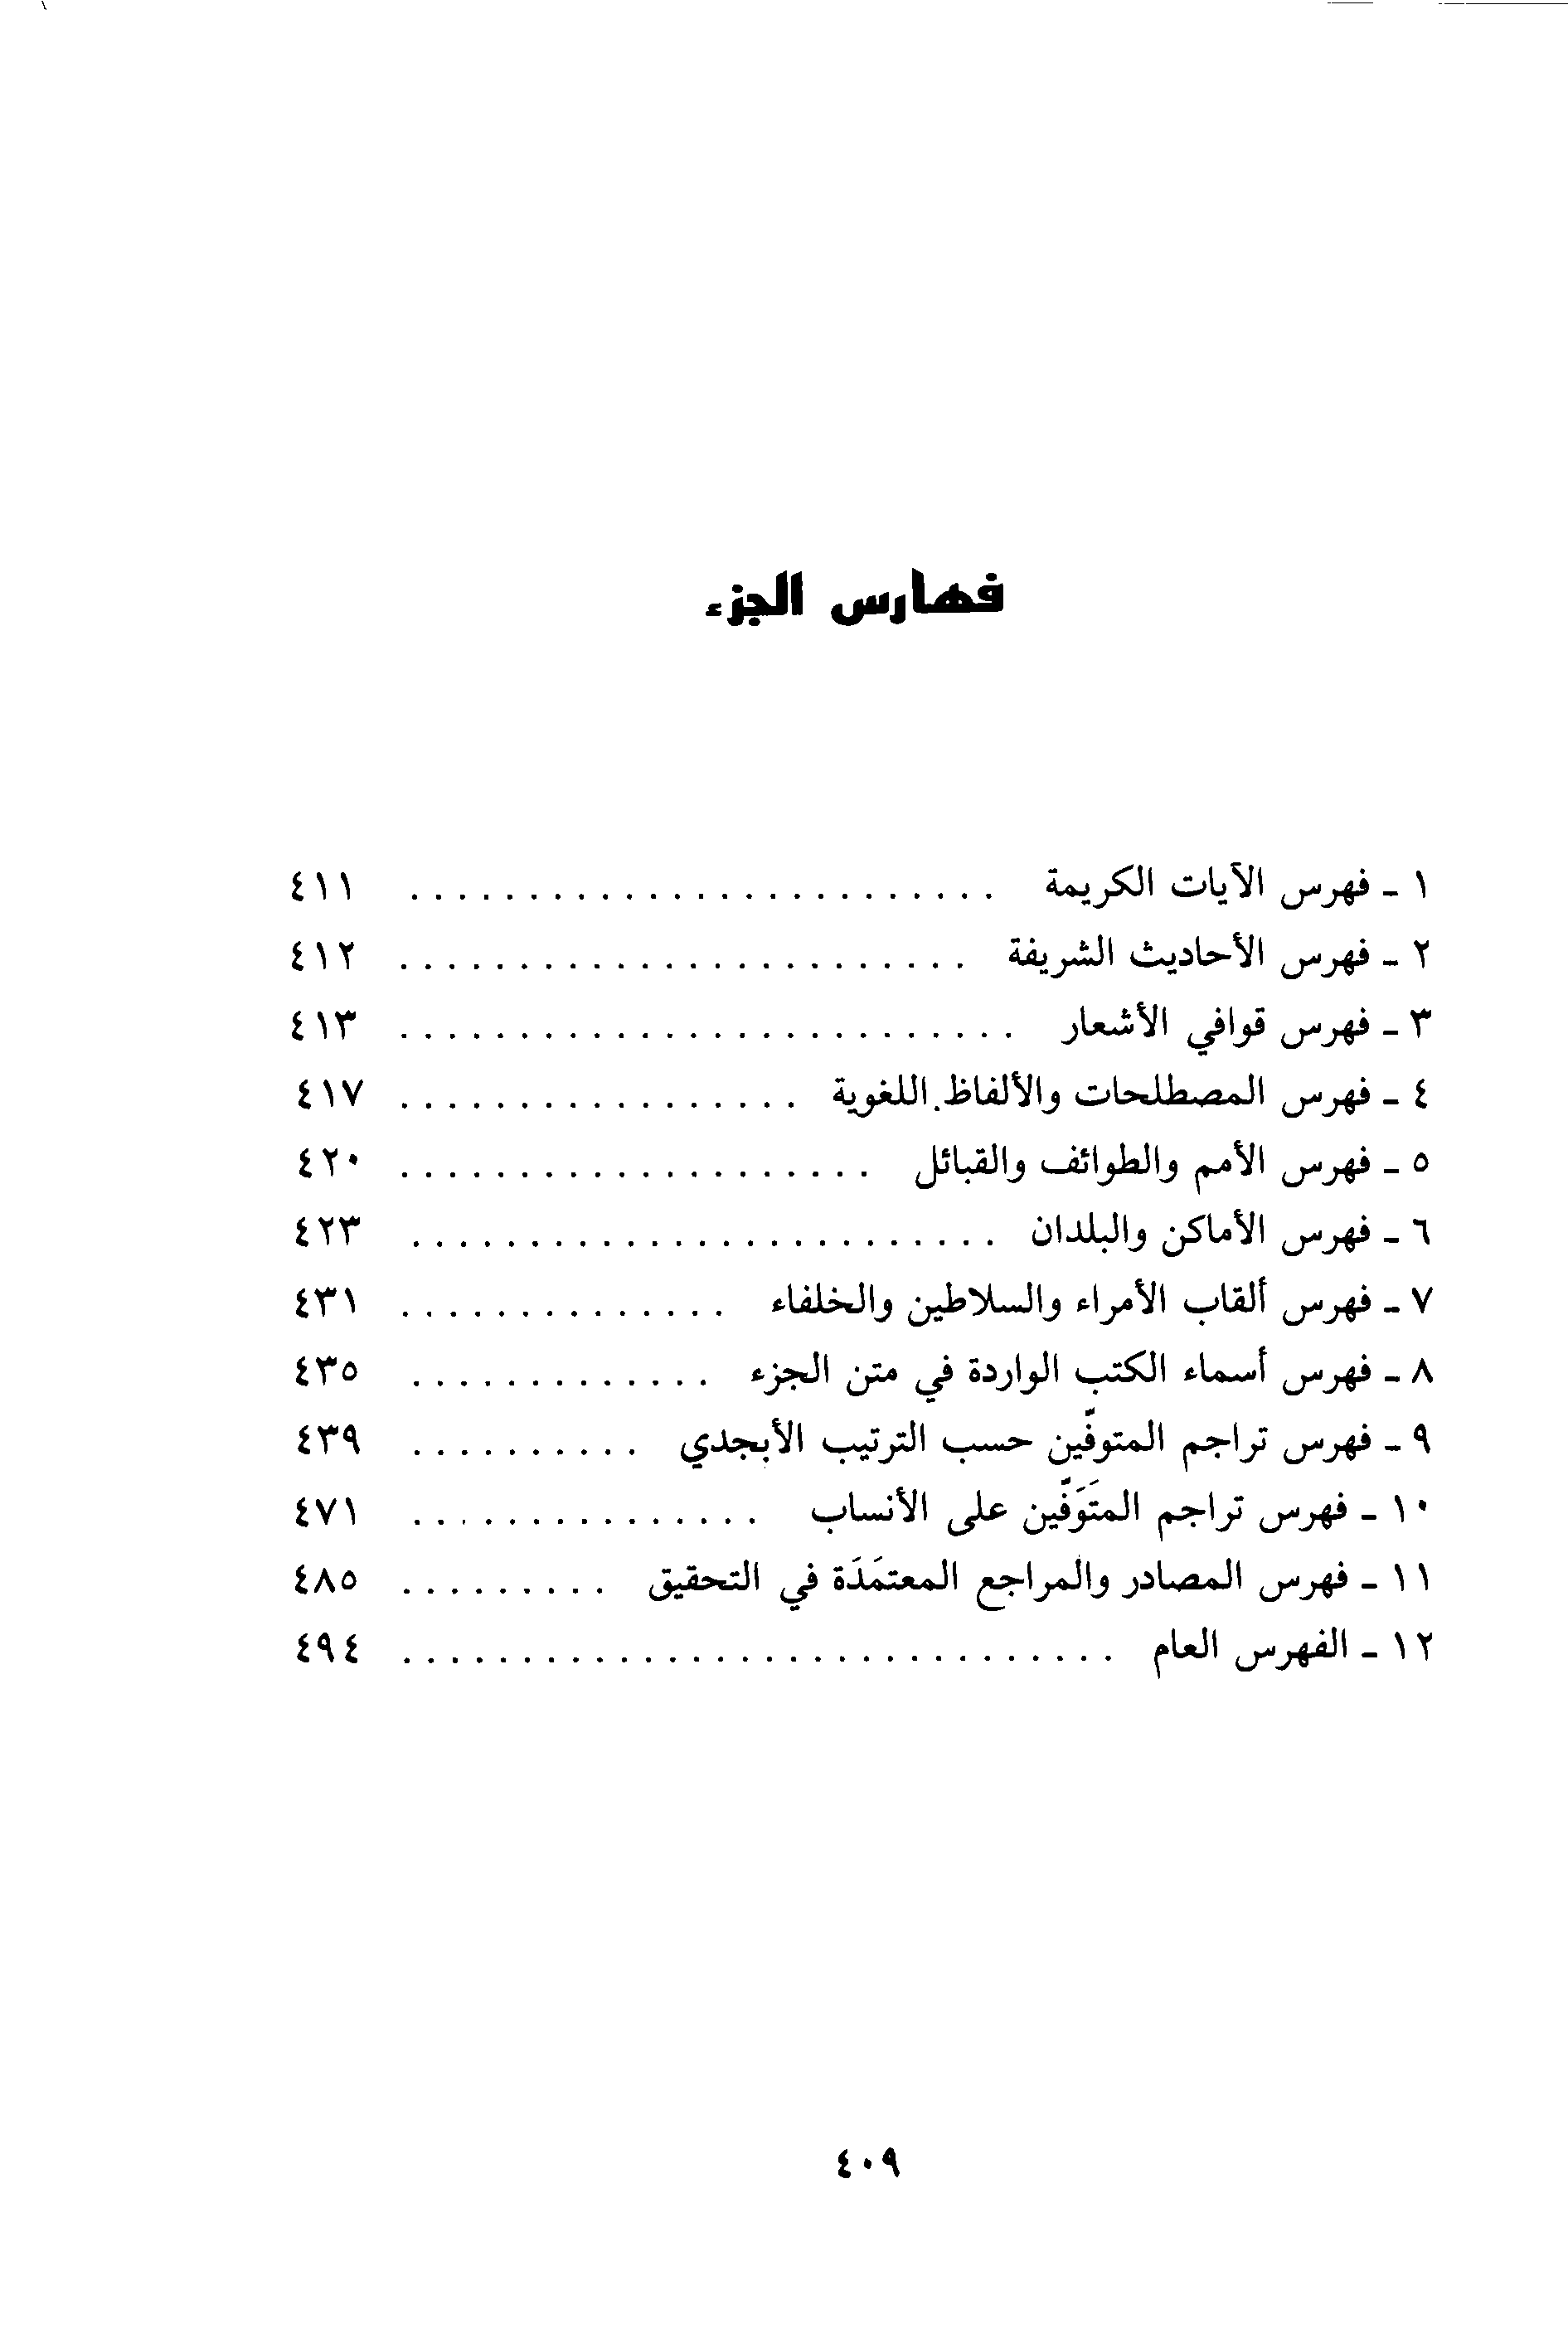 فهارس الجزء
١ - فهرس الآيات الكريمة . . . . . . . . . . . . . . . . . . . . . . . . . ٤١١
٢ - فهرس الأحاديث الشريفة . . . . . . . . . . . . . . . . . . . . . . . . ٤١٢
٣ - فهرس قوافي الأشعار . . . . . . . . . . . . . . . . . . . . . . . . . . ٤١٣
٤ - فهرس المصطلحات والألفاظ اللغوية . . . . . . . . . . . . . . . . . ٤١٧
٥ - فهرس الأمم والطوائف والقبائل . . . . . . . . . . . . . . . . . . . . ٤٢٠
٦ - فهرس الأماكن والبلدان . . . . . . . . . . . . . . . . . . . . . . . . . ٤٢٣
٧ - فهرس ألقاب الأمراء والسلاطين والخلفاء . . . . . . . . . . . . . . ٤٣١
٨ - فهرس أسماء الكتب الواردة في متن الجزء . . . . . . . . . . . . . ٤٣٥
٩ - فهرس تراجم المتوفّين حسب الترتيب الأبجدي . . . . . . . . . . ٤٣٩
١٠ - فهرس تراجم المتَوَفّين على الأنساب . . . . . . . . . . . . . . . ٤٧١
١١ - فهرس المصادر والمراجع المعتمَدَة في التحقيق . . . . . . . . . ٤٨٥
١٢ - الفهرس العام . . . . . . . . . . . . . . . . . . . . . . . . . . . . . . ٤٩٤
٤٠٩